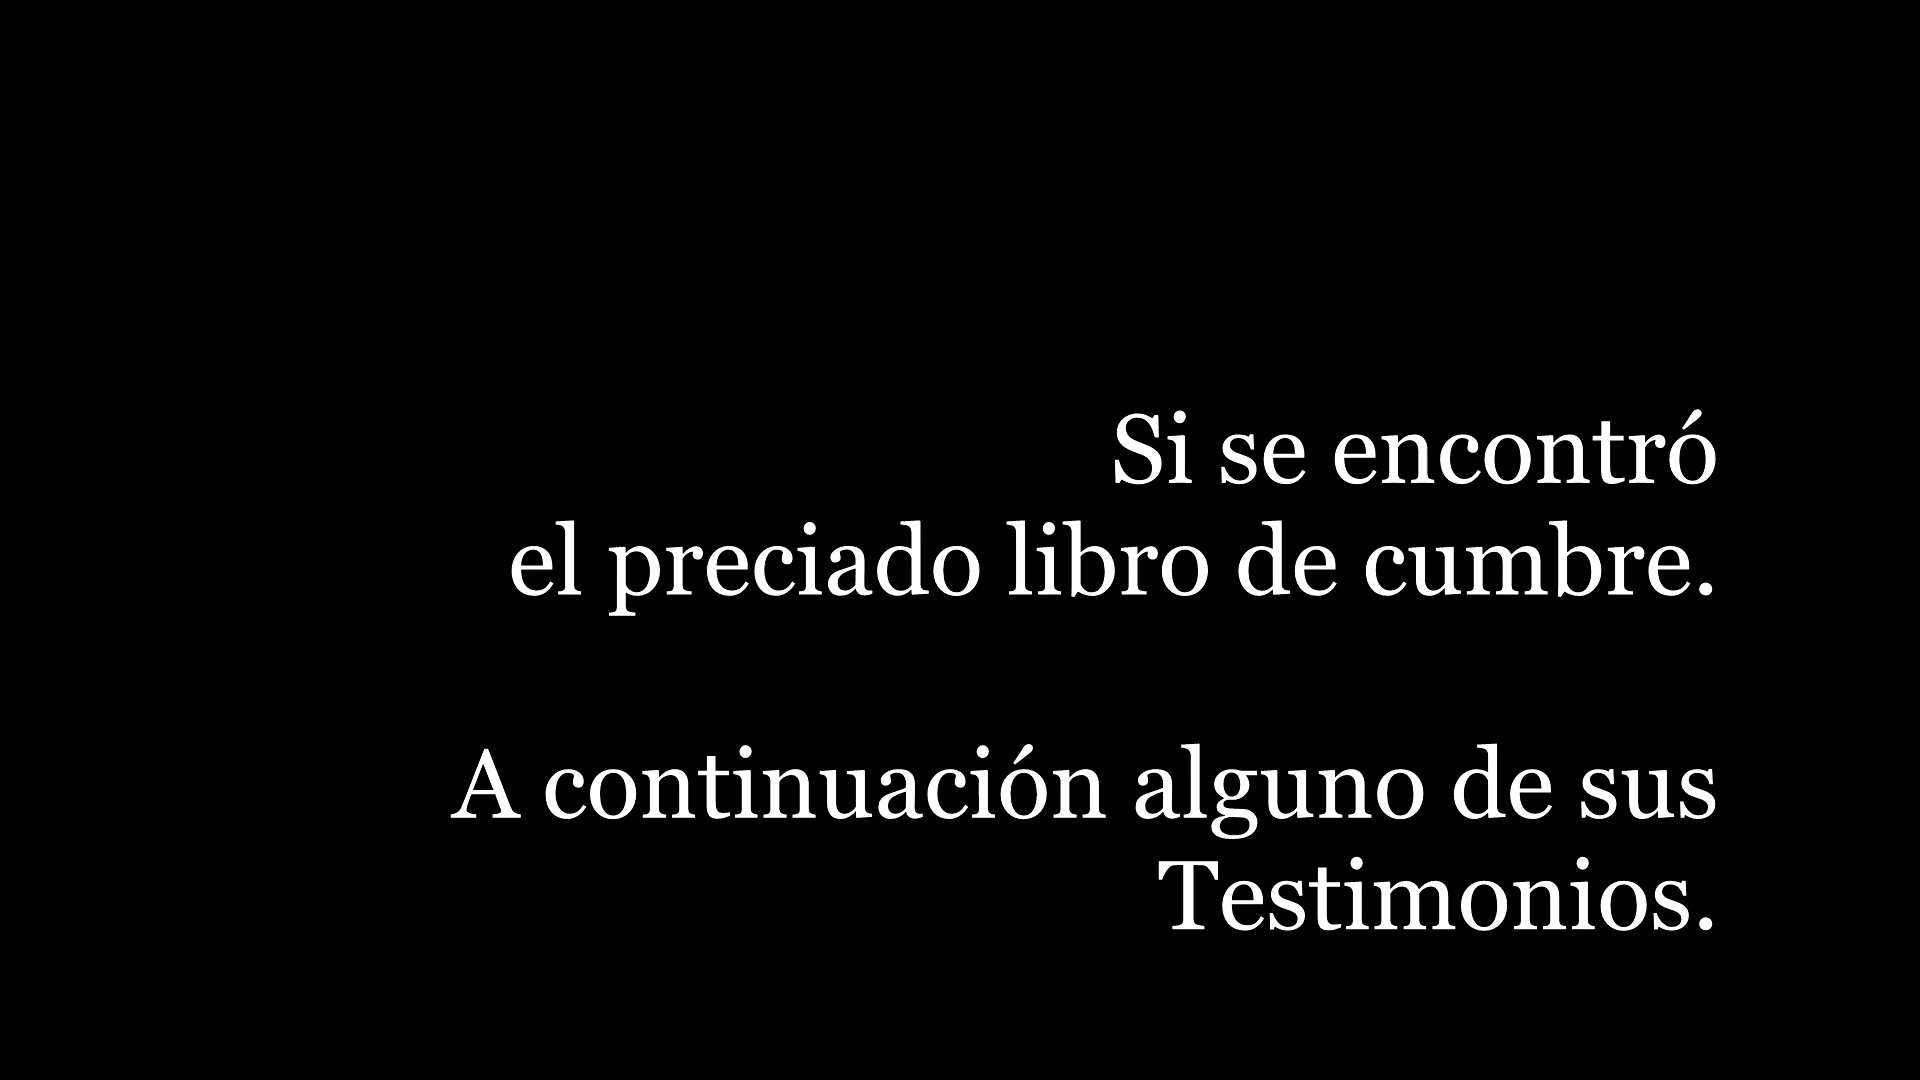 Si se encontró
el preciado libro de cumbre.
A continuación alguno de sus
Testimonios.